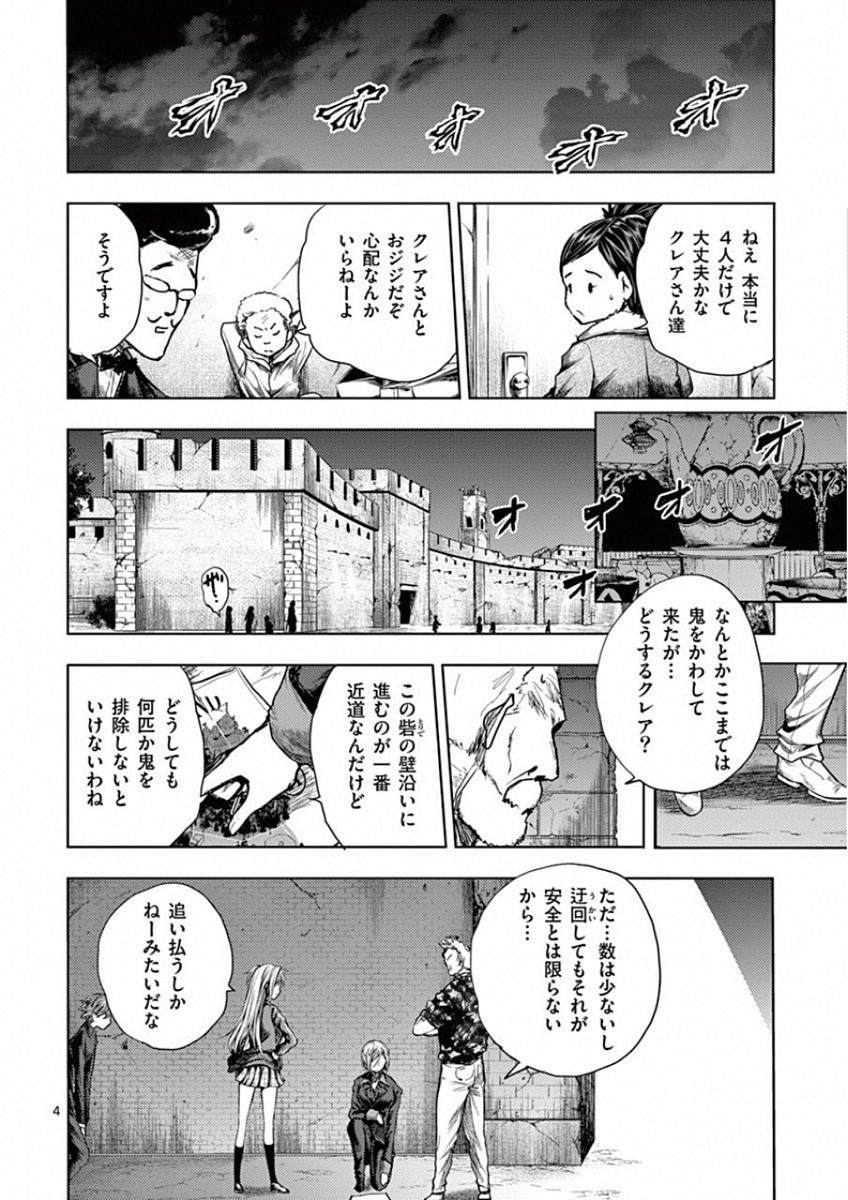 オ
オ
オ
オ
ねえ 本当に
4人だけで
大丈夫かな
クレアさん達
クレアさんと
おジジだぞ
心配なんか
いらねーよ
そうですよ
オ
オ
オ
オ
ザ!
なんとかここまでは
鬼をかわして
来たが…
どうするクレア?
この砦の壁沿いに
とりで
進むのが一番
近道なんだけど
どうしても
何匹か鬼を
排除しないと
いけないわね
ただ…数は少ないし
迂回してもそれが
うかい
安全とは限らない
から…
追い払うしか
ねーみたいだな
4